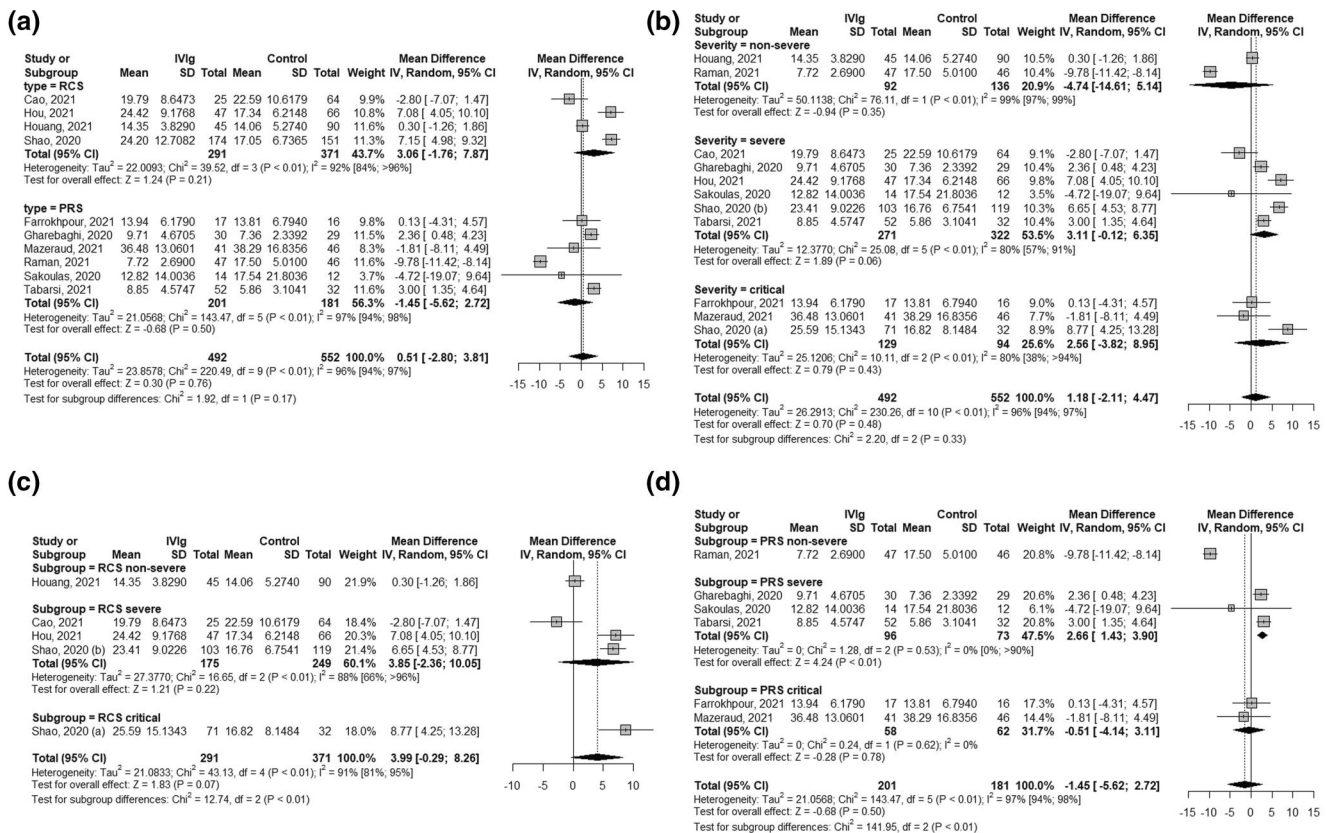 (a)
Study or IVIg Control Mean Difference Mean Difference
Subgroup Mean SD Total Mean SD Total Weight IV, Random, 95% CI IV, Random, 95% CI
type = RCS
Cao, 2021 19.79 8.6473 25 22.59 10.6179 64 9.9% -2.80 [-7.07; 1.47]
Hou, 2021 24.42 9.1768 47 17.34 6.2148 66 10.9% 7.08 [ 4.05; 10.10]
Houang, 2021 14.35 3.8290 45 14.06 5.2740 90 11.6% 0.30 [ -1.26; 1.86]
Shao, 2020 24.20 12.7082 174 17.05 6.7365 151 11.3% 7.15 [ 4.98; 9.32]
Total (95% CI) 291 371 43.7% 3.06 [ -1.76; 7.87]
Heterogeneity: Tau² = 22.0093; Chi² = 39.52, df = 3 (P < 0.01); I² = 92% [84%; >96%]
Test for overall effect: Z = 1.24 (P = 0.21)
type = PRS
Farrokhpour, 2021 13.94 6.1790 17 13.81 6.7940 16 9.8% 0.13 [ -4.31; 4.57]
Gharebaghi, 2020 9.71 4.6705 30 7.36 2.3392 29 11.5% 2.36 [ 0.48; 4.23]
Mazeraud, 2021 36.48 13.0601 41 38.29 16.8356 46 8.2% -1.81 [ -8.11; 4.49]
Raman, 2021 7.72 2.6900 47 17.50 5.0100 46 11.6% -9.78 [-11.42; -8.14]
Sakoulas, 2020 12.82 14.0036 14 17.54 21.8036 12 3.7% -4.72 [-19.07; 9.64]
Tabarsi, 2021 8.85 4.5747 52 5.86 3.1041 32 11.6% 3.00 [ 1.35; 4.64]
Total (95% CI) 201 181 56.3% -1.45 [ -5.62; 2.72]
Heterogeneity: Tau² = 21.0568; Chi² = 143.47, df = 5 (P < 0.01); I² = 97% [94%; 98%]
Test for overall effect: Z = -0.68 (P = 0.50)
Total (95% CI) 492 552 100.0% 0.51 [ -2.80; 3.81]
Heterogeneity: Tau² = 23.8578; Chi² = 220.49, df = 9 (P < 0.01); I² = 96% [94%; 97%]
Test for overall effect: Z = 0.30 (P = 0.76)
Test for subgroup differences: Chi² = 1.92, df = 1 (P = 0.17)
-15 -10 -5 0 5 10 15
(b)
Study or IVIg Control Mean Difference Mean Difference
Subgroup Mean SD Total Mean SD Total Weight IV, Random, 95% CI IV, Random, 95% CI
Severity = non-severe
Houang, 2021 14.35 3.8290 45 14.06 5.2740 90 10.5% 0.30 [ -1.26; 1.86]
Raman, 2021 7.72 2.6900 47 17.50 5.0100 46 10.4% -9.78 [-11.42; -8.14]
Total (95% CI) 92 136 20.9% -4.74 [-14.61; 5.14]
Heterogeneity: Tau² = 50.1138; Chi² = 76.11, df = 1 (P < 0.01); I² = 99% [97%; 99%]
Test for overall effect: Z = -0.94 (P = 0.35)
Severity = severe
Cao, 2021 19.79 8.6473 25 22.59 10.6179 64 9.1% -2.80 [ -7.07; 1.47]
Gharebaghi, 2020 9.71 4.6705 30 7.36 2.3392 29 10.4% 2.36 [ 0.48; 4.23]
Hou, 2021 24.42 9.1768 47 17.34 6.2148 66 9.8% 7.08 [ 4.05; 10.10]
Sakoulas, 2020 12.82 14.0036 14 17.54 21.8036 12 3.6% -4.72 [-19.07; 9.64]
Shao, 2020 (b) 23.41 9.0226 103 16.76 6.7541 119 10.2% 6.65 [ 4.53; 8.77]
Tabarsi, 2021 8.85 4.5747 52 5.86 3.1041 32 10.4% 3.00 [ 1.35; 4.64]
Total (95% CI) 271 322 53.5% 3.11 [ -0.12; 6.35]
Heterogeneity: Tau² = 12.3770; Chi² = 25.08, df = 5 (P < 0.01); I² = 80% [57%; 91%]
Test for overall effect: Z = 1.89 (P = 0.06)
Severity = critical
Farrokhpour, 2021 13.94 6.1790 17 13.81 6.7940 16 9.0% 0.13 [ -4.31; 4.57]
Mazeraud, 2021 36.48 13.0601 41 38.29 16.8356 46 7.7% -1.81 [ -8.11; 4.49]
Shao, 2020 (a) 25.59 15.1343 71 16.82 8.1484 32 8.9% 8.77 [ 4.25; 13.28]
Total (95% CI) 129 94 25.6% 2.56 [ -3.82; 8.95]
Heterogeneity: Tau² = 25.1206; Chi² = 10.11, df = 2 (P < 0.01); I² = 80% [38%; >94%]
Test for overall effect: Z = 0.79 (P = 0.43)
Total (95% CI) 492 552 100.0% 1.18 [ -2.11; 4.47]
Heterogeneity: Tau² = 26.2913; Chi² = 230.26, df = 10 (P < 0.01); I² = 96% [94%; 97%]
Test for overall effect: Z = 0.70 (P = 0.48)
Test for subgroup differences: Chi² = 2.20, df = 2 (P = 0.33)
-15 -10 -5 0 5 10 15
(c)
Study or IVIg Control Mean Difference Mean Difference
Subgroup Mean SD Total Mean SD Total Weight IV, Random, 95% CI IV, Random, 95% CI
Subgroup = RCS non-severe
Houang, 2021 14.35 3.8290 45 14.06 5.2740 90 21.9% 0.30 [-1.26; 1.86]
Subgroup = RCS severe
Cao, 2021 19.79 8.6473 25 22.59 10.6179 64 18.4% -2.80 [-7.07; 1.47]
Hou, 2021 24.42 9.1768 47 17.34 6.2148 66 20.3% 7.08 [ 4.05; 10.10]
Shao, 2020 (b) 23.41 9.0226 103 16.76 6.7541 119 21.4% 6.65 [ 4.53; 8.77]
Total (95% CI) 175 249 60.1% 3.85 [-2.36; 10.05]
Heterogeneity: Tau² = 27.3770; Chi² = 16.65, df = 2 (P < 0.01); I² = 88% [66%; >96%]
Test for overall effect: Z = 1.21 (P = 0.22)
Subgroup = RCS critical
Shao, 2020 (a) 25.59 15.1343 71 16.82 8.1484 32 18.0% 8.77 [ 4.25; 13.28]
Total (95% CI) 291 371 100.0% 3.99 [-0.29; 8.26]
Heterogeneity: Tau² = 21.0833; Chi² = 43.13, df = 4 (P < 0.01); I² = 91% [81%; 95%]
Test for overall effect: Z = 1.83 (P = 0.07)
Test for subgroup differences: Chi² = 12.74, df = 2 (P < 0.01)
-10 -5 0 5 10
(d)
Study or IVIg Control Mean Difference Mean Difference
Subgroup Mean SD Total Mean SD Total Weight IV, Random, 95% CI IV, Random, 95% CI
Subgroup = PRS non-severe
Raman, 2021 7.72 2.6900 47 17.50 5.0100 46 20.8% -9.78 [-11.42; -8.14]
Subgroup = PRS severe
Gharebaghi, 2020 9.71 4.6705 30 7.36 2.3392 29 20.6% 2.36 [ 0.48; 4.23]
Sakoulas, 2020 12.82 14.0036 14 17.54 21.8036 12 6.1% -4.72 [-19.07; 9.64]
Tabarsi, 2021 8.85 4.5747 52 5.86 3.1041 32 20.8% 3.00 [ 1.35; 4.64]
Total (95% CI) 96 73 47.5% 2.66 [ 1.43; 3.90]
Heterogeneity: Tau² = 0; Chi² = 1.28, df = 2 (P = 0.53); I² = 0% [0%; >90%]
Test for overall effect: Z = 4.24 (P < 0.01)
Subgroup = PRS critical
Farrokhpour, 2021 13.94 6.1790 17 13.81 6.7940 16 17.3% 0.13 [ -4.31; 4.57]
Mazeraud, 2021 36.48 13.0601 41 38.29 16.8356 46 14.4% -1.81 [ -8.11; 4.49]
Total (95% CI) 58 62 31.7% -0.51 [ -4.14; 3.11]
Heterogeneity: Tau² = 0; Chi² = 0.24, df = 1 (P = 0.62); I² = 0%
Test for overall effect: Z = -0.28 (P = 0.78)
Total (95% CI) 201 181 100.0% -1.45 [ -5.62; 2.72]
Heterogeneity: Tau² = 21.0568; Chi² = 143.47, df = 5 (P < 0.01); I² = 97% [94%; 98%]
Test for overall effect: Z = -0.68 (P = 0.50)
Test for subgroup differences: Chi² = 141.95, df = 2 (P < 0.01)
-15 -10 -5 0 5 10 15